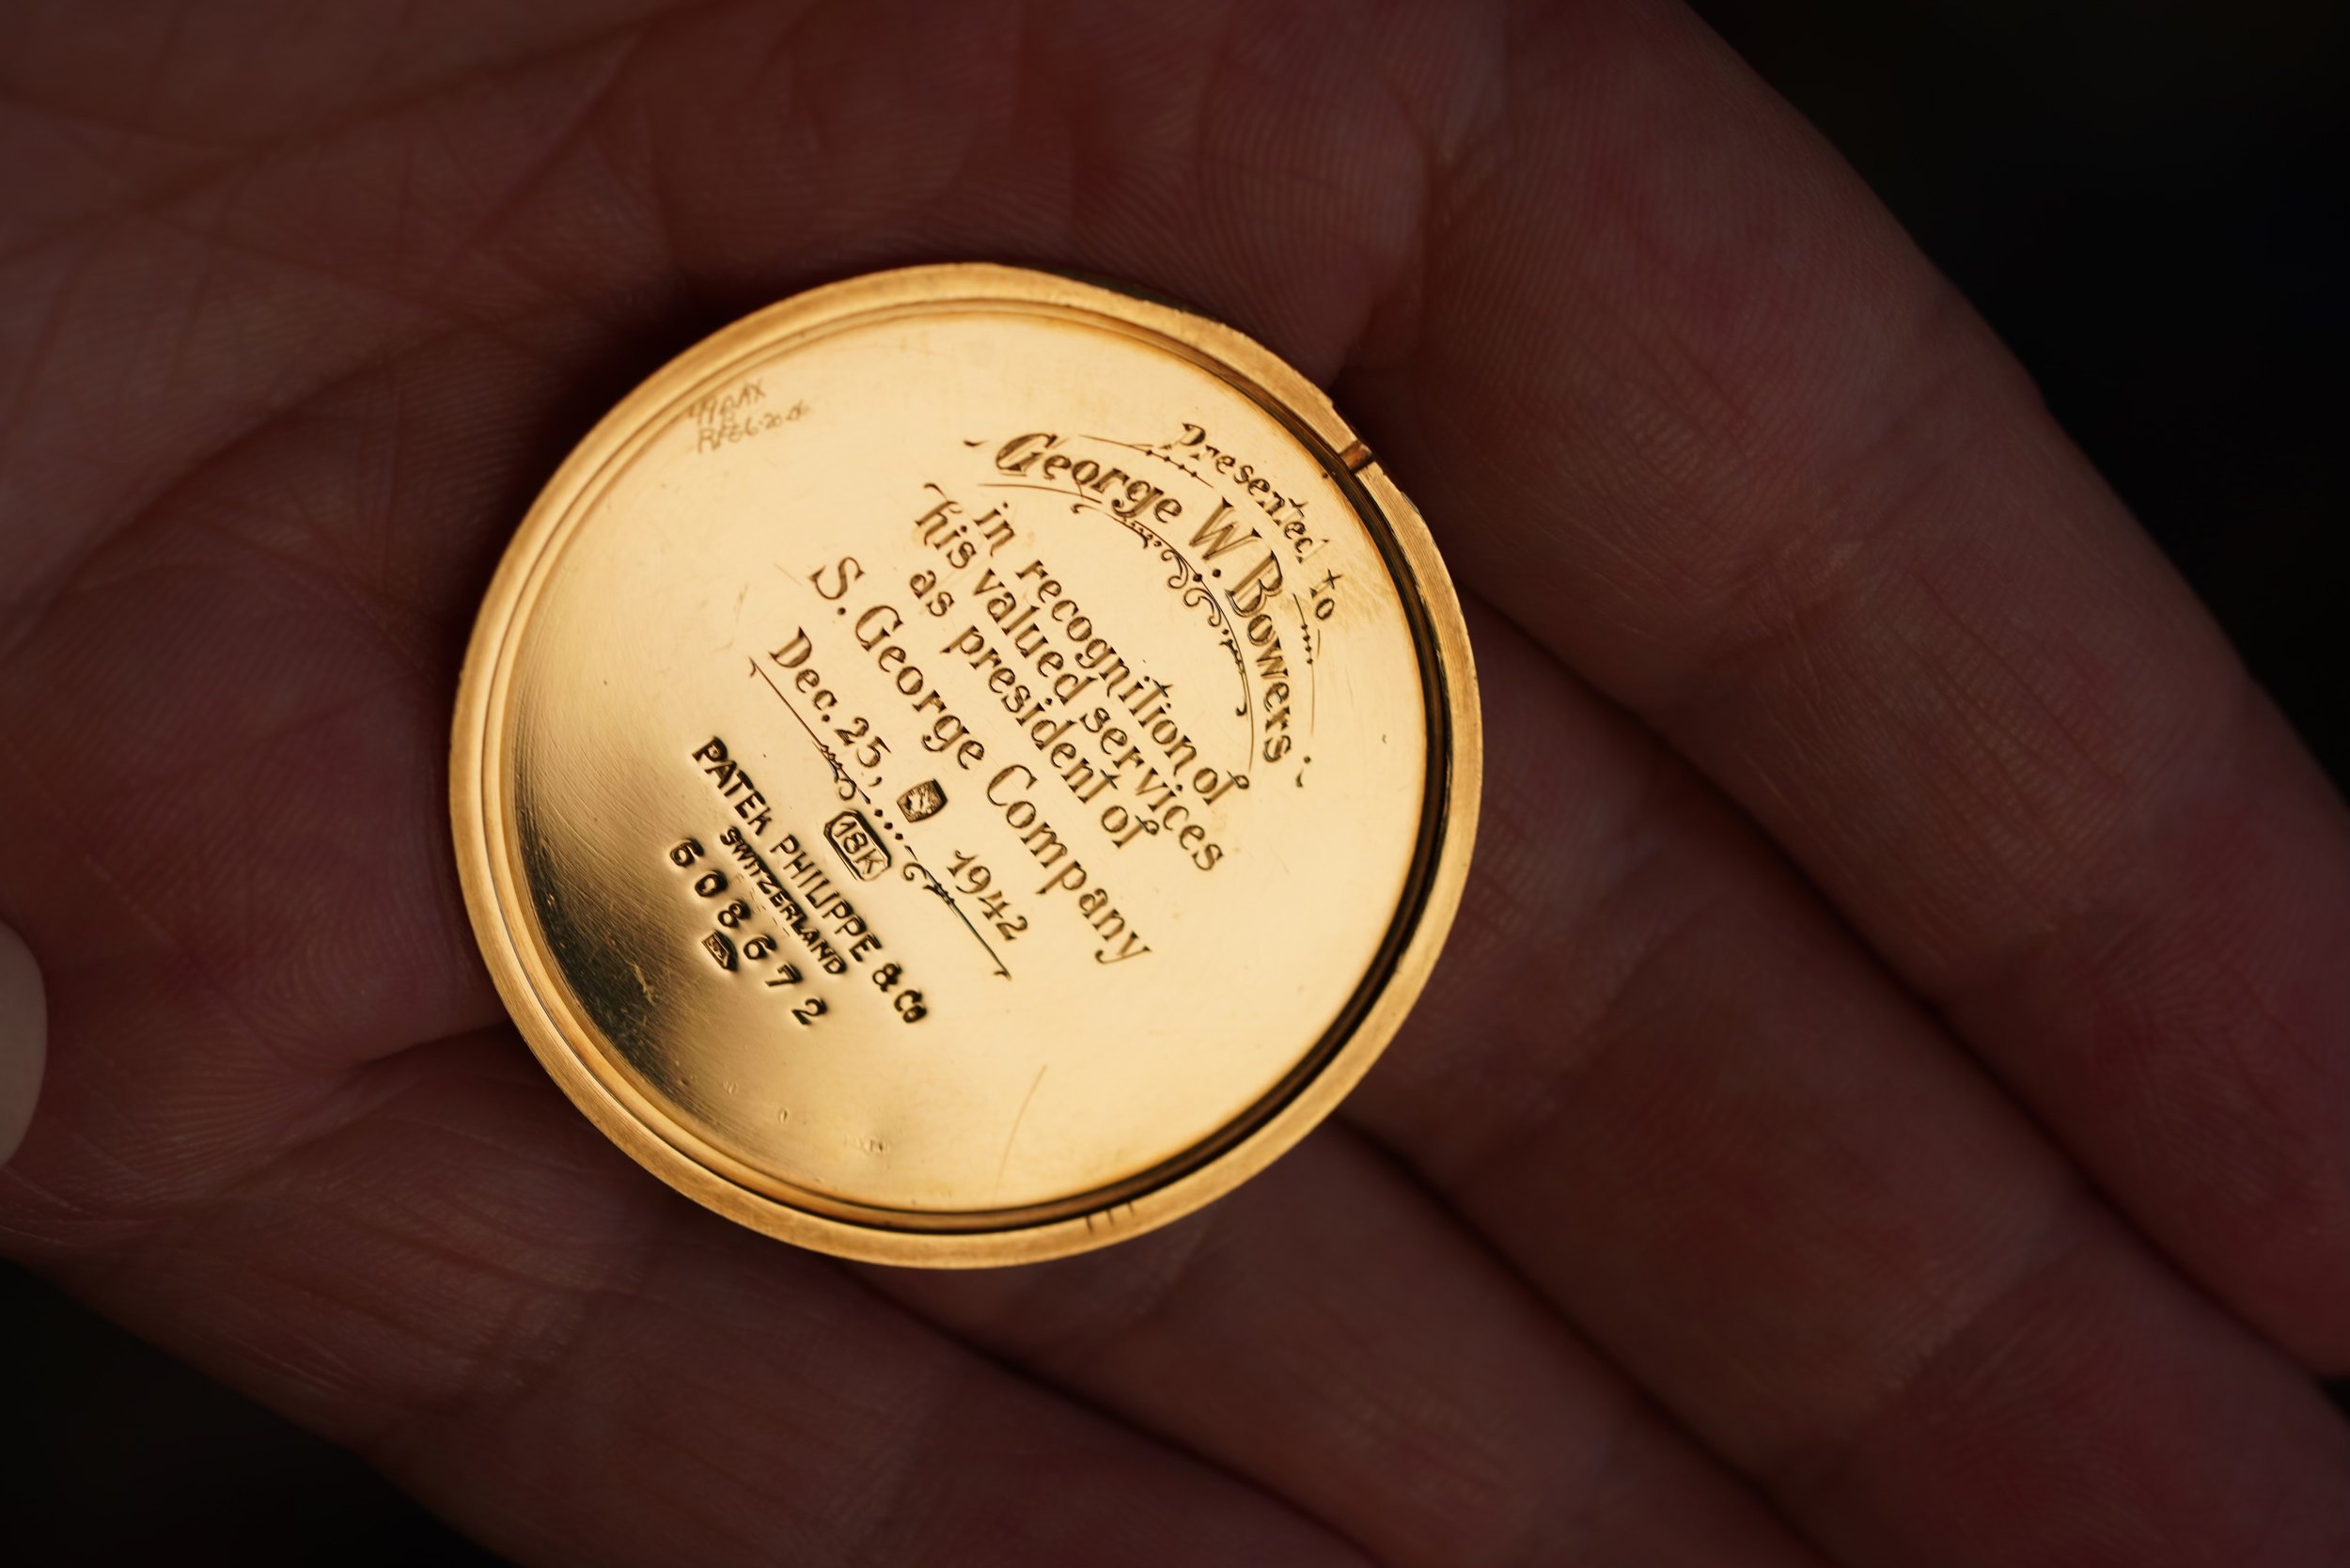 Presented to
George W. Bowers
in recognition of
his valued services
as president of
S. George Company
Dec. 25, 1942
18K
PATEK PHILIPPE & Co
SWITZERLAND
608672